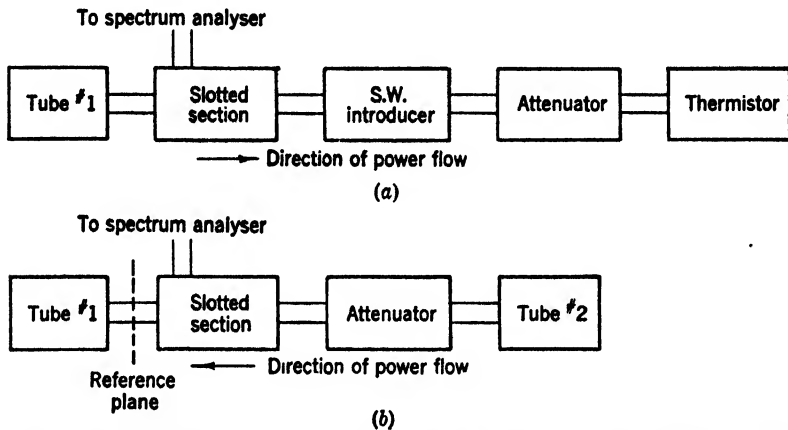 To spectrum analyser
Tube #1
Slotted section
S.W. introducer
Attenuator
Thermistor
Direction of power flow
(a)
To spectrum analyser
Tube #1
Slotted section
Attenuator
Tube #2
Direction of power flow
Reference plane
(b)